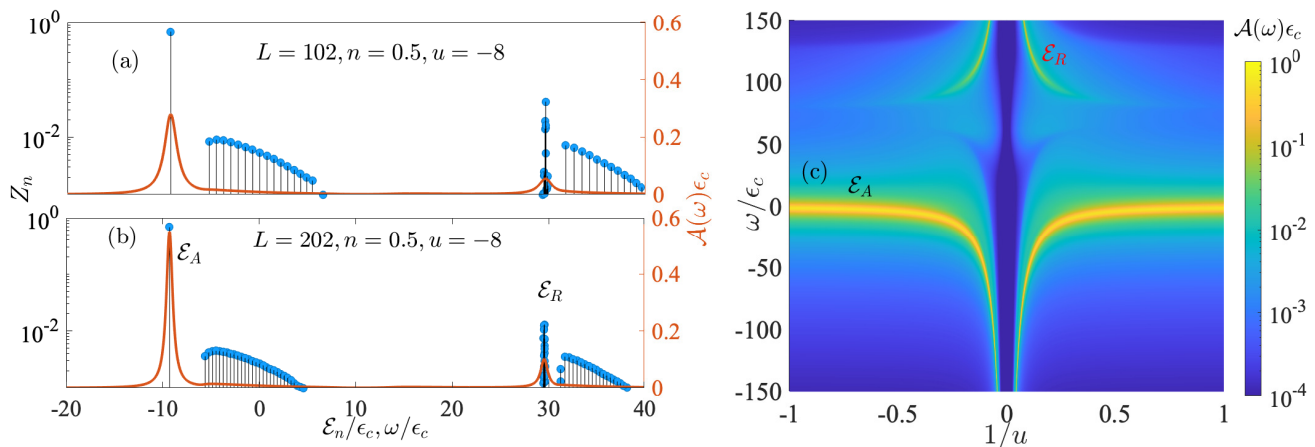 10^0
(a)
L = 102, n = 0.5, u = −8
0.6
0.4
10^-2
0.2
0
Z_n
10^0
(b)
L = 202, n = 0.5, u = −8
0.6
ℰ_A
0.4
ℰ_R
10^-2
0.2
0
-20 -10 0 10 20 30 40
ℰ_n/ϵ_c, ω/ϵ_c
𝒜(ω)ϵ_c
150
100
50
0
-50
-100
-150
ω/ϵ_c
ℰ_R
(c)
ℰ_A
-1 -0.5 0 0.5 1
1/u
𝒜(ω)ϵ_c
10^0
10^-1
10^-2
10^-3
10^-4